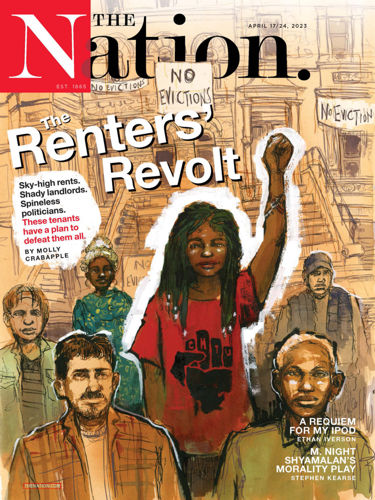 THE
Nation.
EST. 1865
APRIL 17/24, 2023
NO EVICTIONS
NO
EVICTIONS
NO EVICTION
The
Renters'
Revolt
Sky-high rents.
Shady landlords.
Spineless
politicians.
These tenants
have a plan to
defeat them all.
BY MOLLY
CRABAPPLE
A REQUIEM
FOR MY IPOD
ETHAN IVERSON
M. NIGHT
SHYAMALAN'S
MORALITY PLAY
STEPHEN KEARSE
THENATION.COM